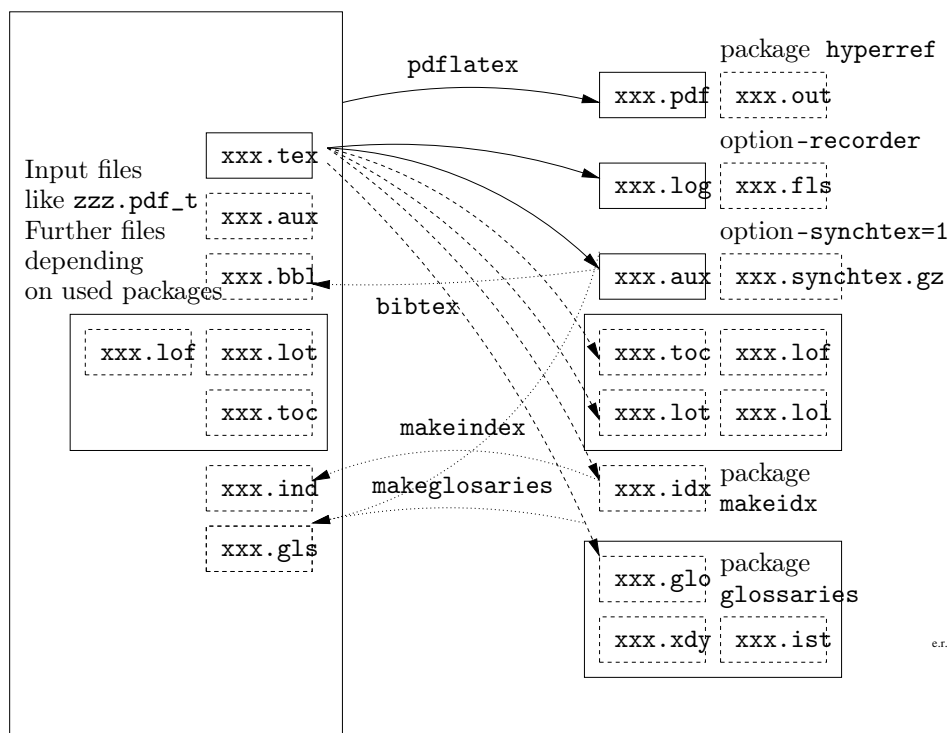 package hyperref
pdflatex
xxx.pdf
xxx.out
option-recorder
xxx.tex
Input files
like zzz.pdf_t
Further files
depending
on used packages
xxx.log
xxx.fls
xxx.aux
option-synchtex=1
xxx.bbl
xxx.aux
xxx.synchtex.gz
bibtex
xxx.lof
xxx.lot
xxx.toc
xxx.lof
xxx.toc
xxx.lot
xxx.lol
makeindex
xxx.ind
makeglosaries
xxx.idx
package
makeidx
xxx.gls
xxx.glo
package
glossaries
xxx.xdy
xxx.ist
e.r.